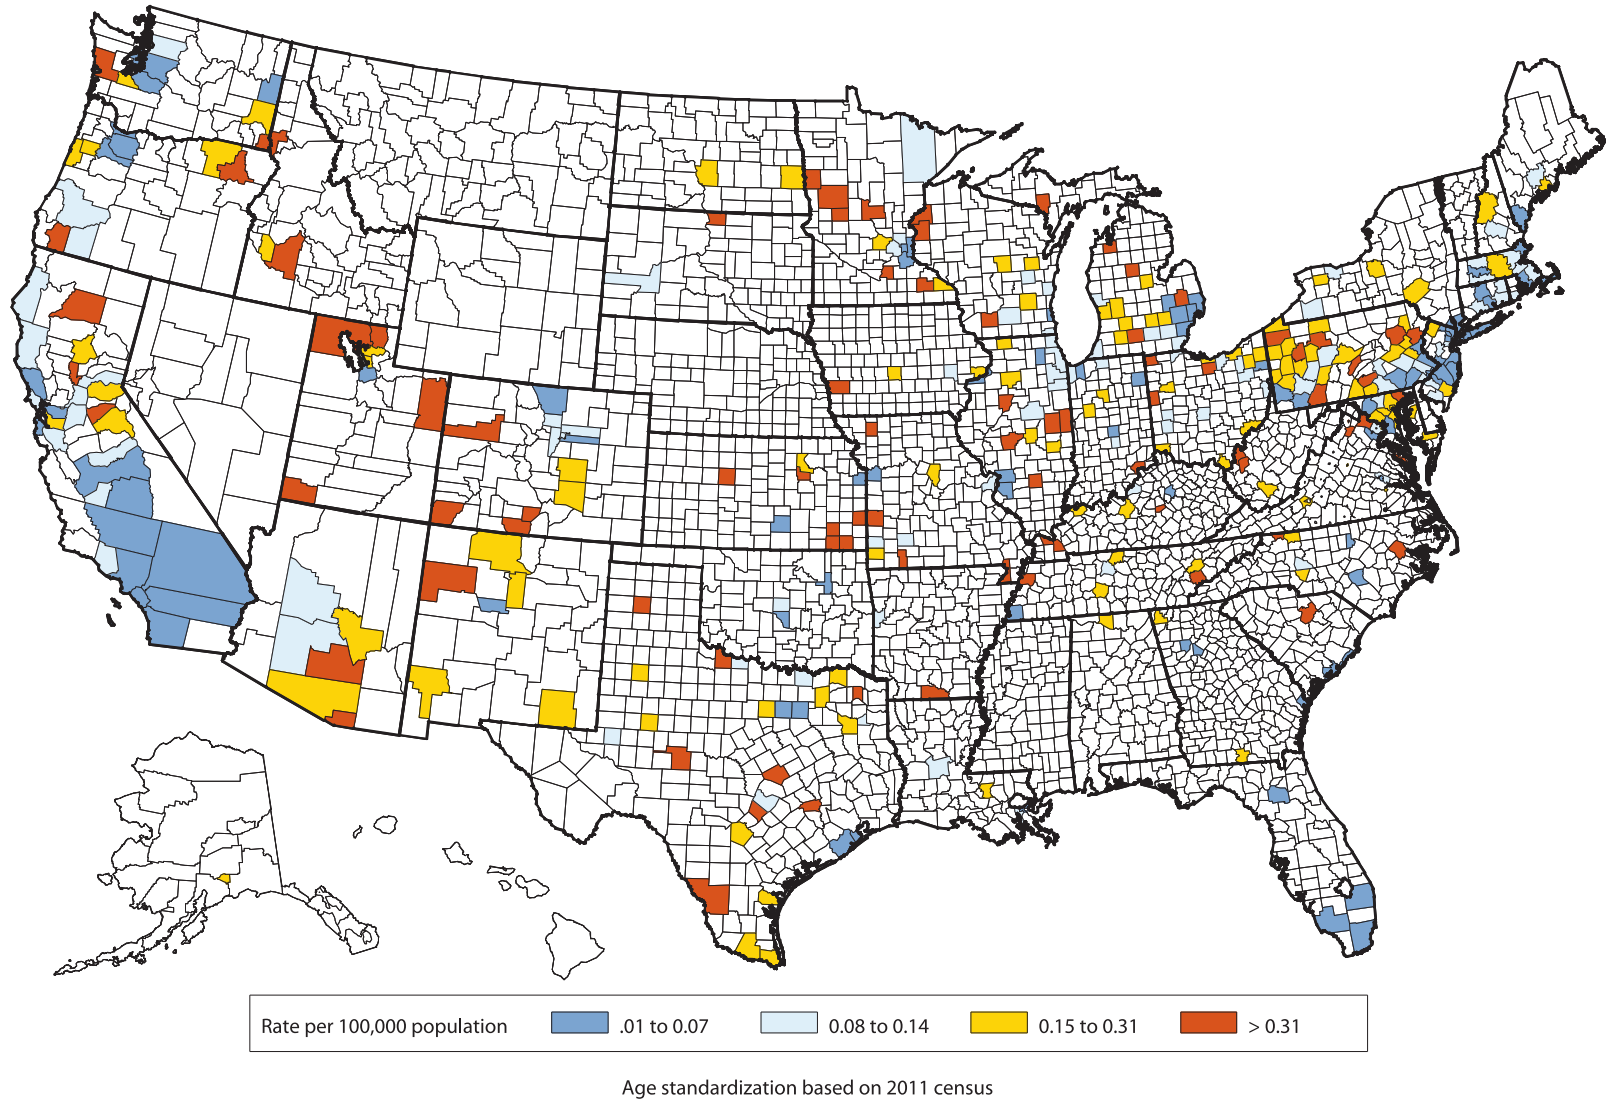 Rate per 100,000 population .01 to 0.07 0.08 to 0.14 0.15 to 0.31 > 0.31
Age standardization based on 2011 census